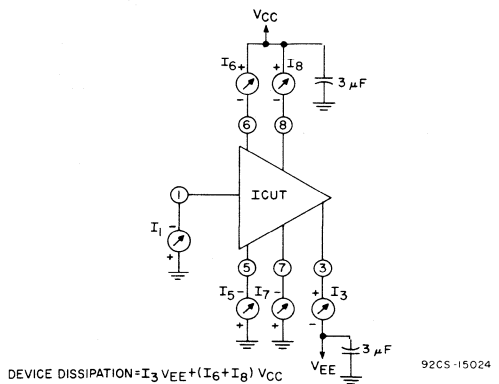 VCC
I6 + + I8
- - 3 μF
6 8
1 ICUT
I1 -
+
5 7 3
I5 - I7 - + I3
+ + -
VEE 3 μF
DEVICE DISSIPATION=I3 VEE+(I6+I8) VCC
92CS-15024